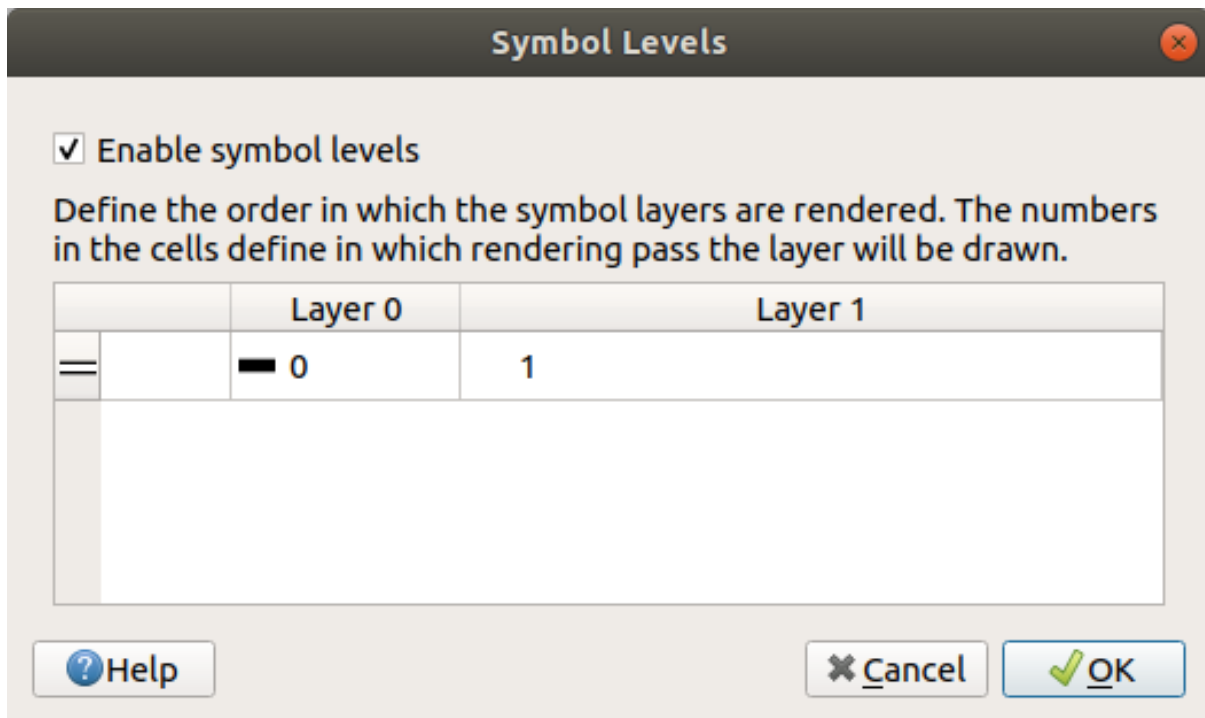 Symbol Levels
Enable symbol levels
Define the order in which the symbol layers are rendered. The numbers
in the cells define in which rendering pass the layer will be drawn.
Layer 0 Layer 1
0 1
Help Cancel OK